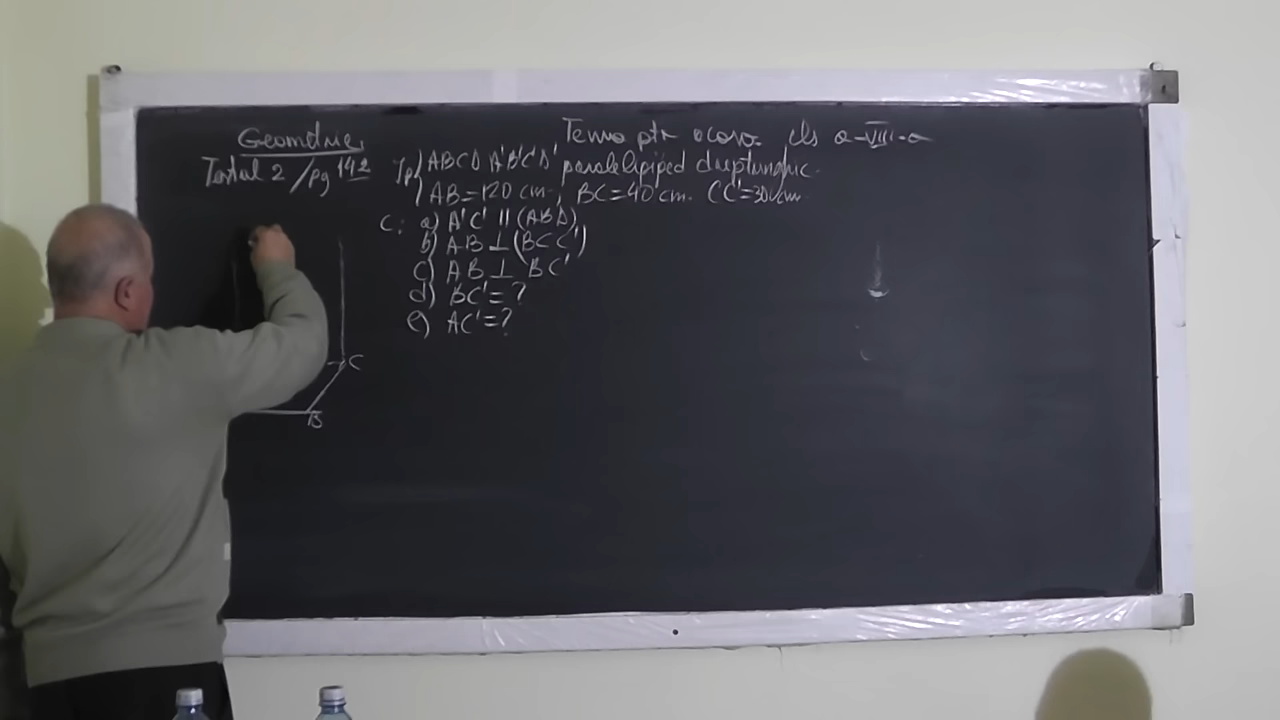 Geometrie
Testul 2 / pg 142
Tema ptr acasă cls a-VIII-a
Ip ABCD A'B'C'D' paralelipiped dreptunghic.
AB=120 cm; BC=40 cm. CC'=30 cm.
C: a) A'C' || (ABD)
b) AB ⊥ (BCC')
c) AB ⊥ BC'
d) BC'=?
e) AC'=?
C
B